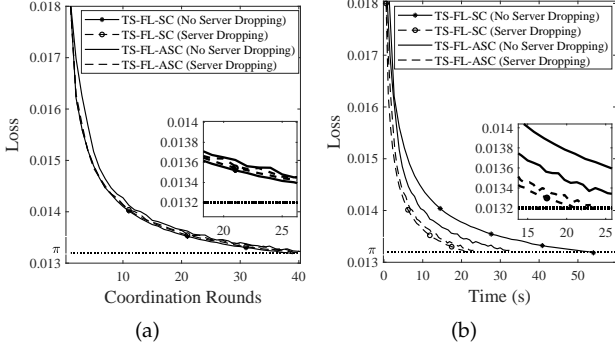 0.018
TS-FL-SC (No Server Dropping)
TS-FL-SC (Server Dropping)
TS-FL-ASC (No Server Dropping)
TS-FL-ASC (Server Dropping)
0.017
0.016
0.015
0.014
0.013
π
Loss
0.014
0.0138
0.0136
0.0134
0.0132
20
25
0
10
20
30
40
Coordination Rounds
(a)
0.018
TS-FL-SC (No Server Dropping)
TS-FL-SC (Server Dropping)
TS-FL-ASC (No Server Dropping)
TS-FL-ASC (Server Dropping)
0.017
0.016
0.015
0.014
0.013
π
Loss
0.014
0.0138
0.0136
0.0134
0.0132
15
20
25
0
10
20
30
40
50
Time (s)
(b)